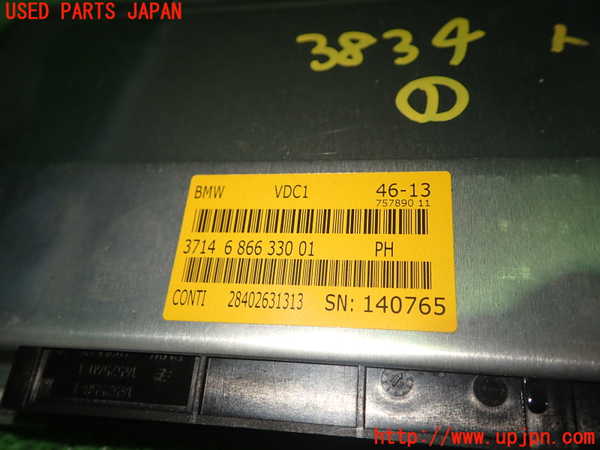 USED PARTS JAPAN
3834
①
BMW VDC1 46-13
757890 11
3714 6 866 330 01 PH
CONTI 28402631313 SN: 140765
http://www.upjpn.com